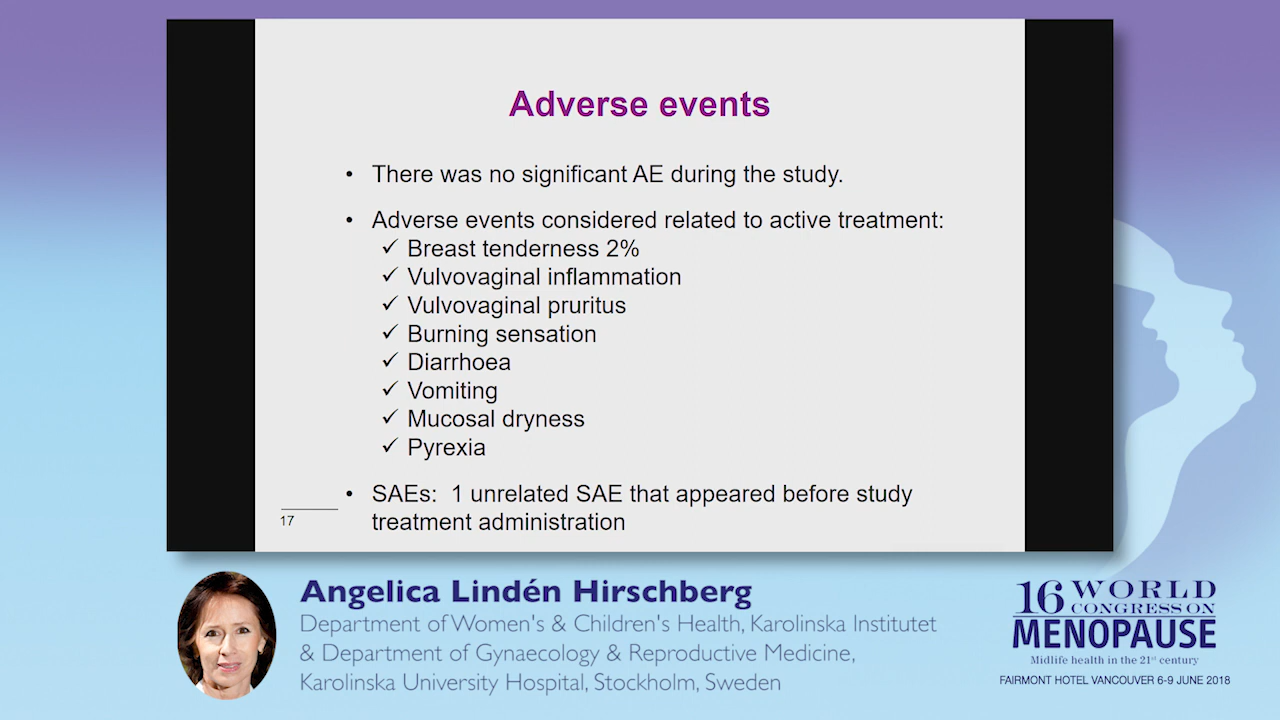 Adverse events
• There was no significant AE during the study.
• Adverse events considered related to active treatment:
✓ Breast tenderness 2%
✓ Vulvovaginal inflammation
✓ Vulvovaginal pruritus
✓ Burning sensation
✓ Diarrhoea
✓ Vomiting
✓ Mucosal dryness
✓ Pyrexia
• SAEs: 1 unrelated SAE that appeared before study
treatment administration
17
Angelica Lindén Hirschberg
Department of Women's & Children's Health, Karolinska Institutet
& Department of Gynaecology & Reproductive Medicine,
Karolinska University Hospital, Stockholm, Sweden
16 WORLD
CONGRESS ON
MENOPAUSE
Midlife health in the 21st century
FAIRMONT HOTEL VANCOUVER 6-9 JUNE 2018